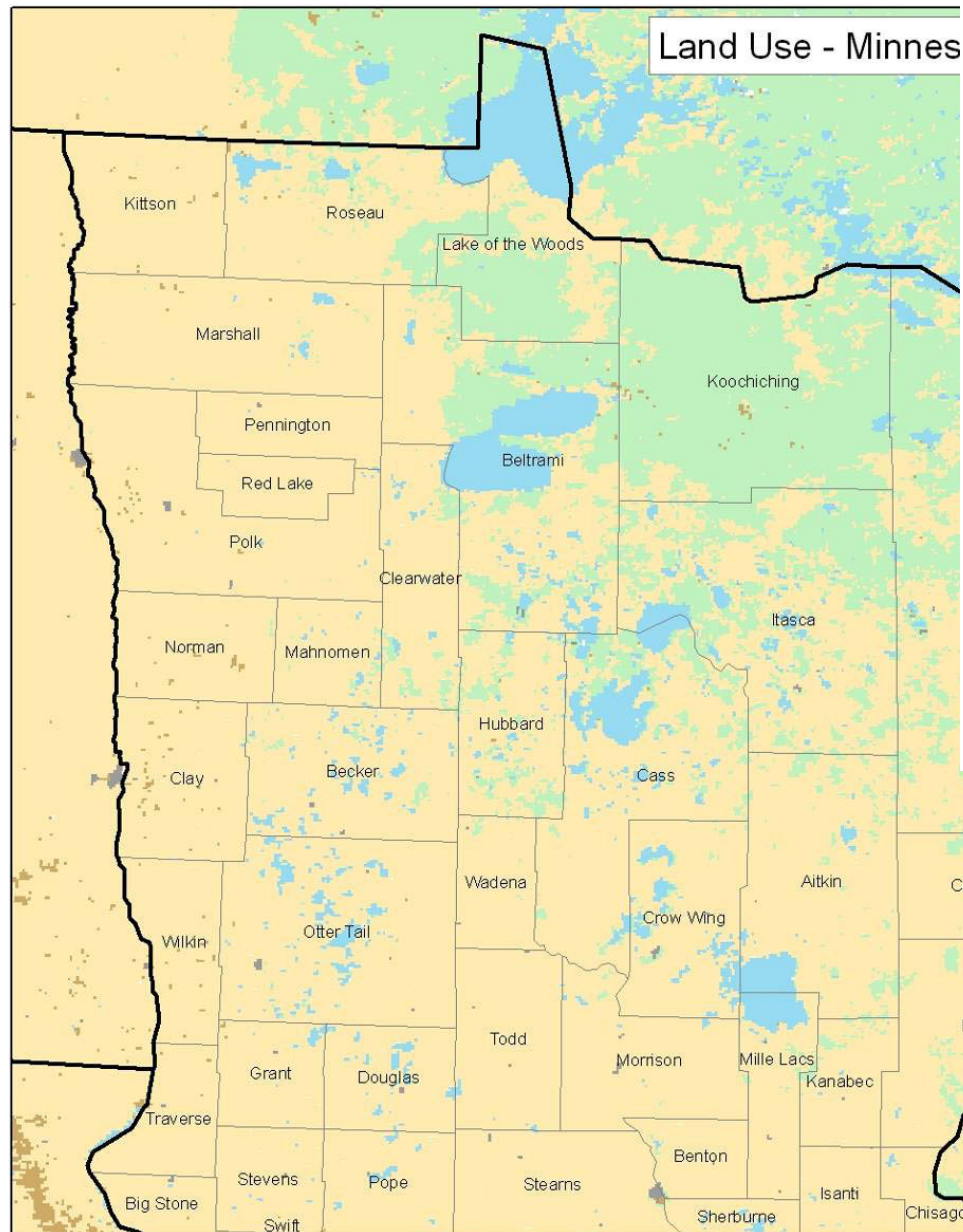 Land Use - Minnes
Kittson
Roseau
Lake of the Woods
Marshall
Koochiching
Pennington
Beltrami
Red Lake
Polk
Clearwater
Itasca
Norman
Mahnomen
Hubbard
Becker
Clay
Cass
Wadena
Aitkin
C
Crow Wing
Otter Tail
Wilkin
Todd
Morrison
Mille Lacs
Grant
Douglas
Kanabec
Traverse
Benton
Stevens
Pope
Stearns
Isanti
Big Stone
Swift
Sherburne
Chisago